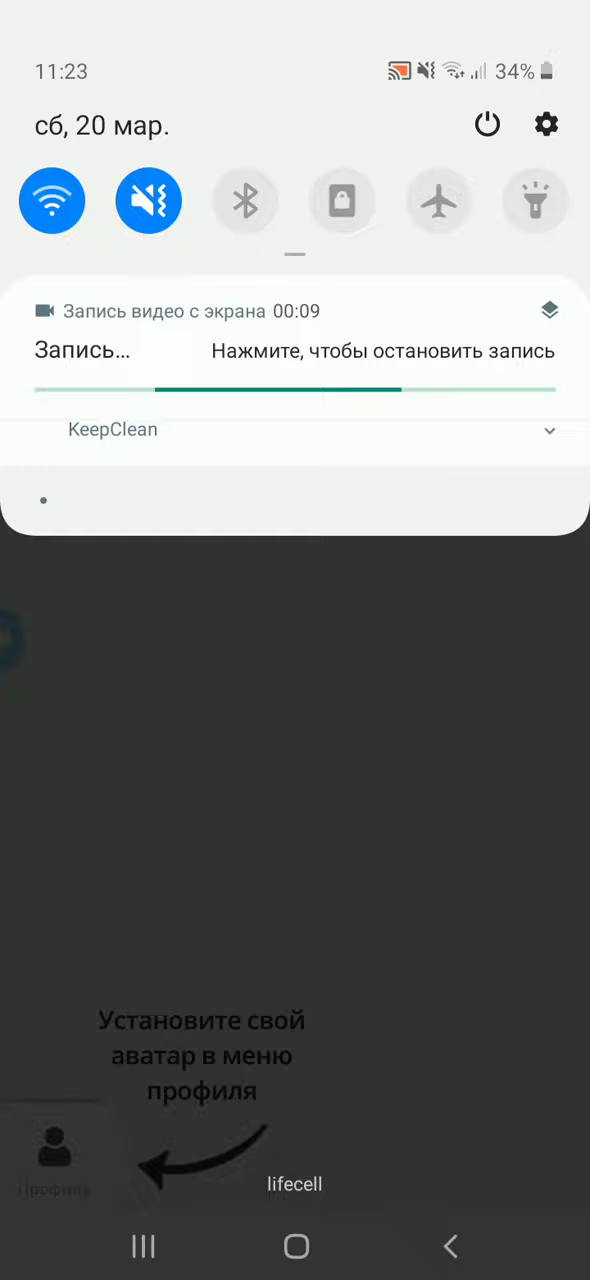 11:23 34%
сб, 20 мар.
Запись видео с экрана 00:09
Запись... Нажмите, чтобы остановить запись
KeepClean
Установите свой
аватар в меню
профиля
Профиль
lifecell